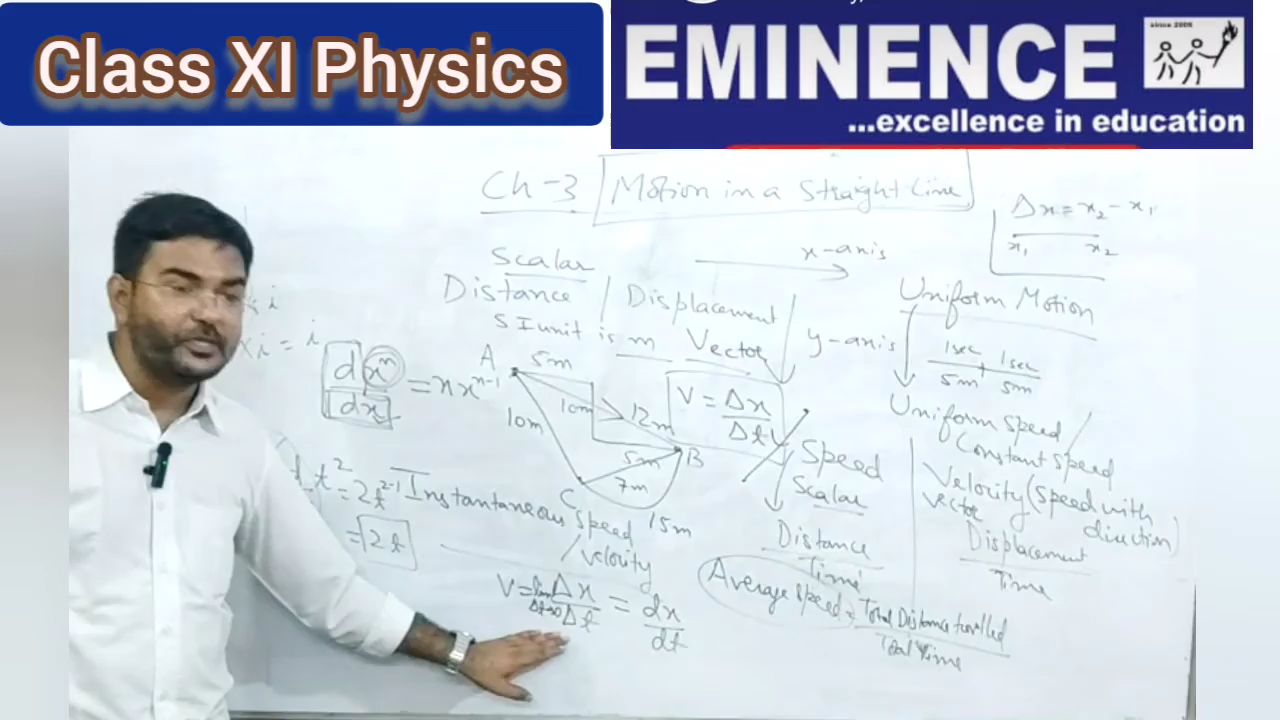 Class XI Physics
EMINENCE
since 2005
...excellence in education
Ch-3 Motion in a Straight Line
Δx = x₂ - x₁
x₁ x₂
x-axis
Scalar
Distance / Displacement
SI unit is m Vector
y-axis
Uniform Motion
1sec 1sec
5m 5m
Uniform Speed /
Constant Speed
Velocity (Speed with
vector direction)
Displacement
Time
xi = i
d xⁿ
dx
= nxⁿ⁻¹
A 5m
10m
10m
12m
5m B
7m
C
15m
V = Δx
Δt
Speed
Scalar
Distance
Time
t² = 2t²⁻¹
= 2t
Instantaneous Speed
/ velocity
V = lim Δx = dx
Δt→0 Δt dt
Average Speed = Total Distance travelled
Total Time